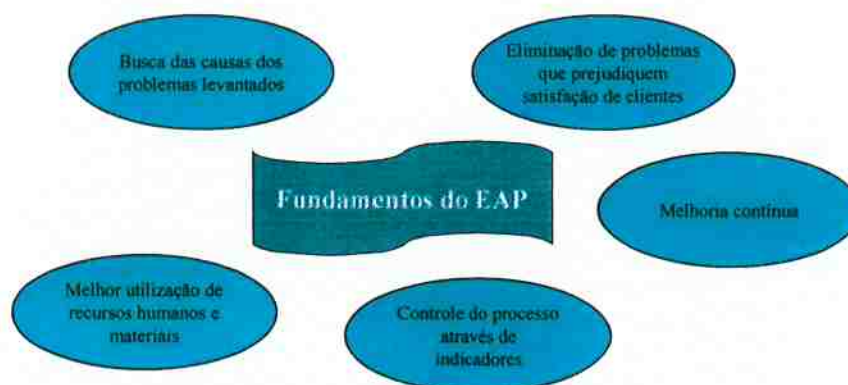 Busca das causas dos
problemas levantados
Eliminação de problemas
que prejudiquem
satisfação de clientes
Fundamentos do EAP
Melhoria contínua
Melhor utilização de
recursos humanos e
materiais
Controle do processo
através de
indicadores